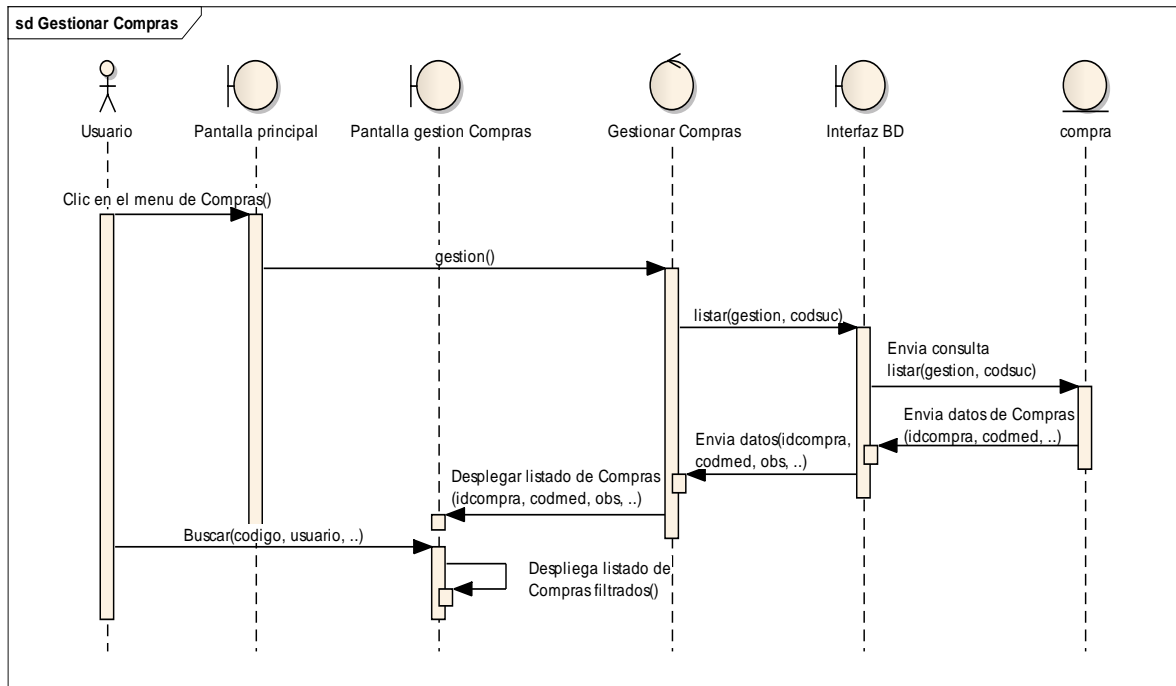 sd Gestionar Compras
Usuario
Pantalla principal
Pantalla gestion Compras
Gestionar Compras
Interfaz BD
compra
Clic en el menu de Compras()
gestion()
listar(gestion, codsuc)
Envia consulta
listar(gestion, codsuc)
Envia datos de Compras
(idcompra, codmed, ..)
Envia datos(idcompra,
codmed, obs, ..)
Desplegar listado de Compras
(idcompra, codmed, obs, ..)
Buscar(codigo, usuario, ..)
Despliega listado de
Compras filtrados()